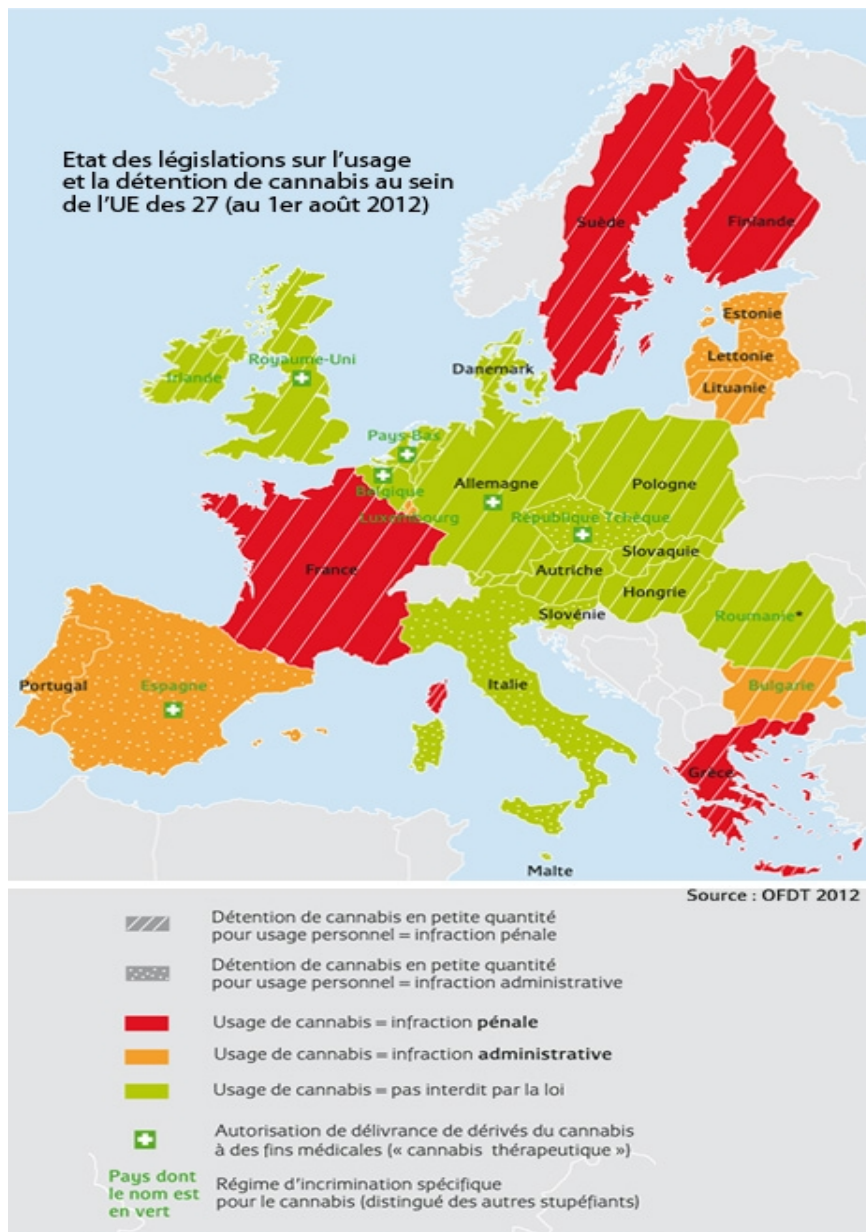 Etat des législations sur l'usage
et la détention de cannabis au sein
de l'UE des 27 (au 1er août 2012)
Suède
Finlande
Estonie
Lettonie
Lituanie
Royaume-Uni
Irlande
Danemark
Pays-Bas
Belgique
Allemagne
Pologne
Luxembourg
République Tchèque
Slovaquie
France
Autriche
Hongrie
Slovénie
Roumanie*
Portugal
Espagne
Italie
Bulgarie
Grèce
Malte
Source : OFDT 2012
Détention de cannabis en petite quantité
pour usage personnel = infraction pénale
Détention de cannabis en petite quantité
pour usage personnel = infraction administrative
Usage de cannabis = infraction pénale
Usage de cannabis = infraction administrative
Usage de cannabis = pas interdit par la loi
Autorisation de délivrance de dérivés du cannabis
à des fins médicales (« cannabis thérapeutique »)
Pays dont
le nom est
en vert
Régime d'incrimination spécifique
pour le cannabis (distingué des autres stupéfiants)